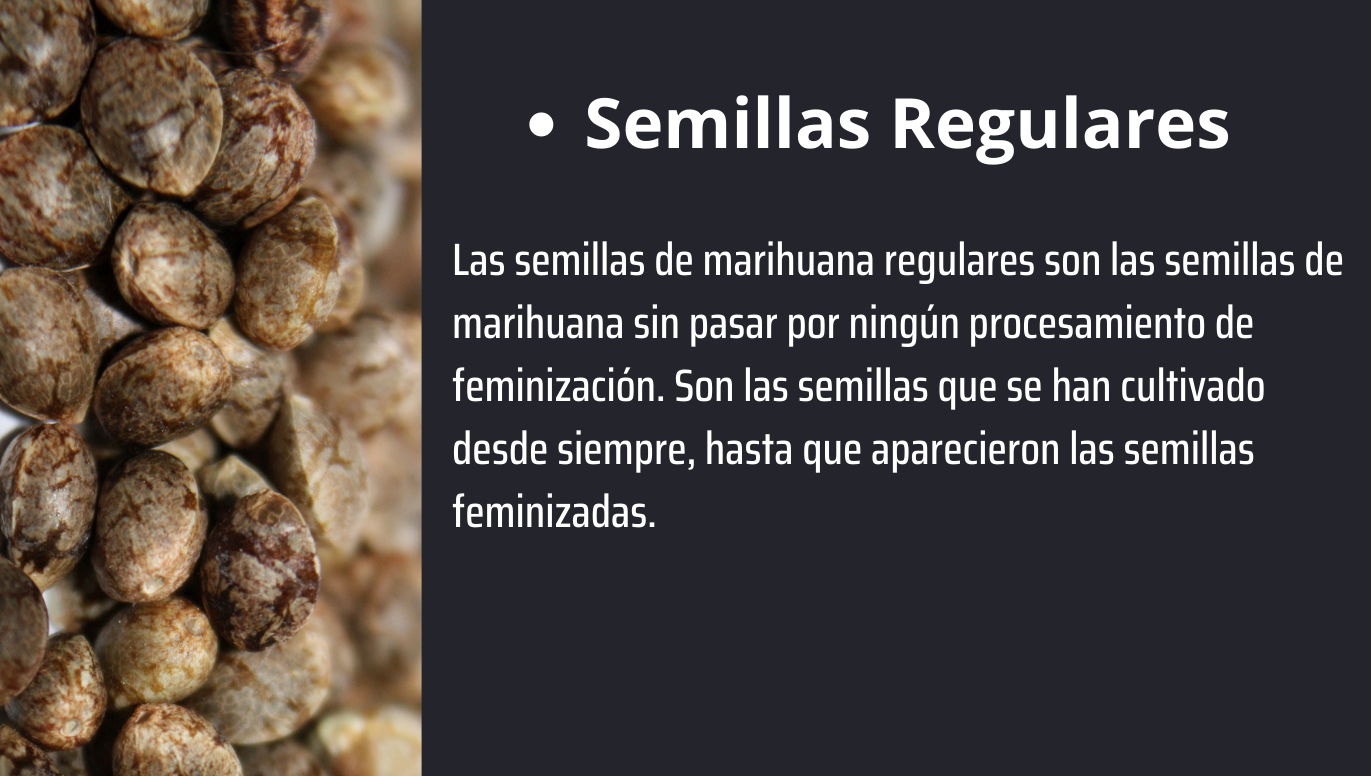 • Semillas Regulares
Las semillas de marihuana regulares son las semillas de
marihuana sin pasar por ningún procesamiento de
feminización. Son las semillas que se han cultivado
desde siempre, hasta que aparecieron las semillas
feminizadas.